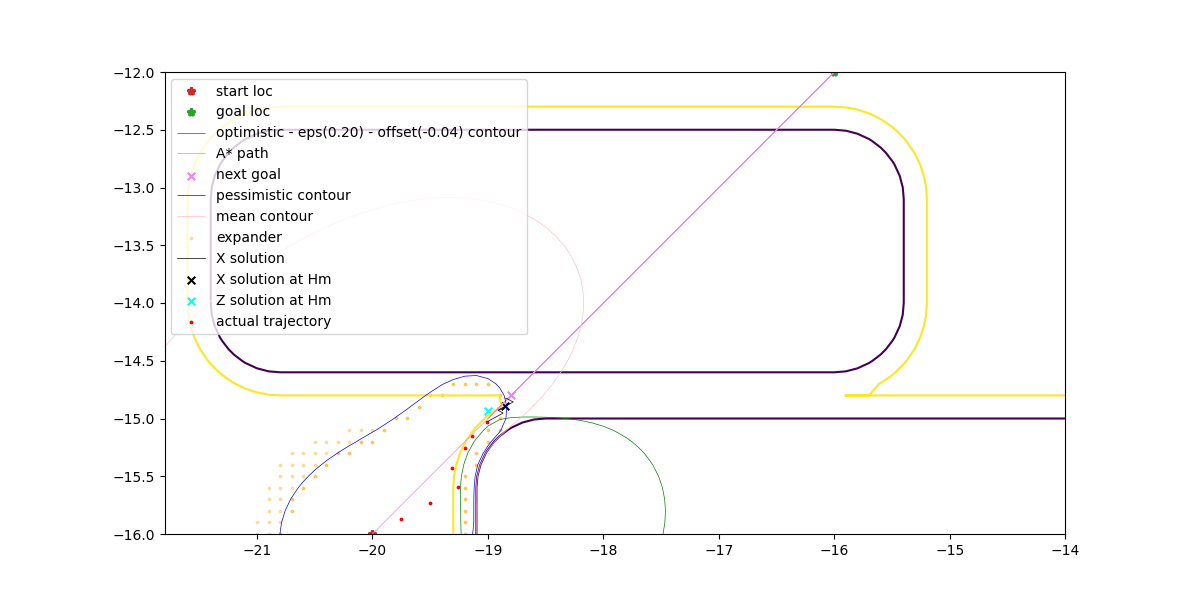 −12.0
−12.5
−13.0
−13.5
−14.0
−14.5
−15.0
−15.5
−16.0
start loc
goal loc
optimistic - eps(0.20) - offset(-0.04) contour
A* path
next goal
pessimistic contour
mean contour
expander
X solution
X solution at Hm
Z solution at Hm
actual trajectory
−21 −20 −19 −18 −17 −16 −15 −14